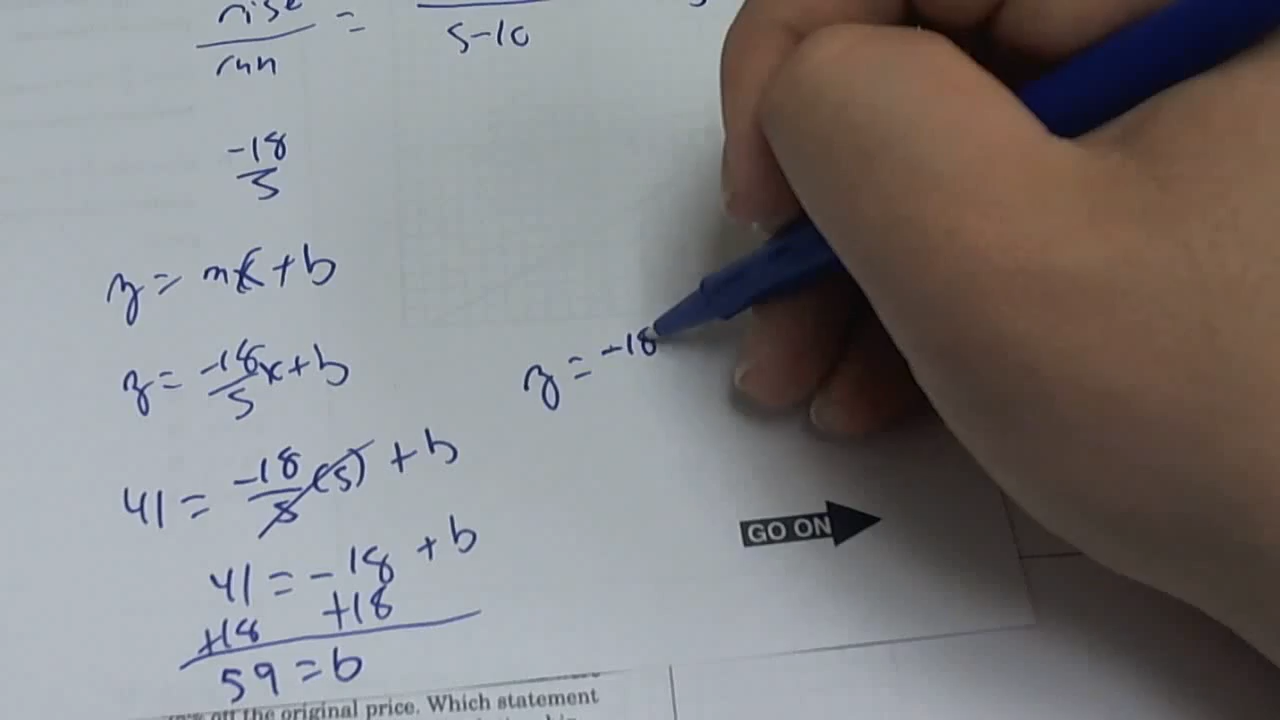 rise
run
=
5-10
-18
5
y = mx + b
y = -18/5 x + b
41 = -18/5 (5) + b
41 = -18 + b
+18 +18
59 = b
y = -18
GO ON
off the original price. Which statement